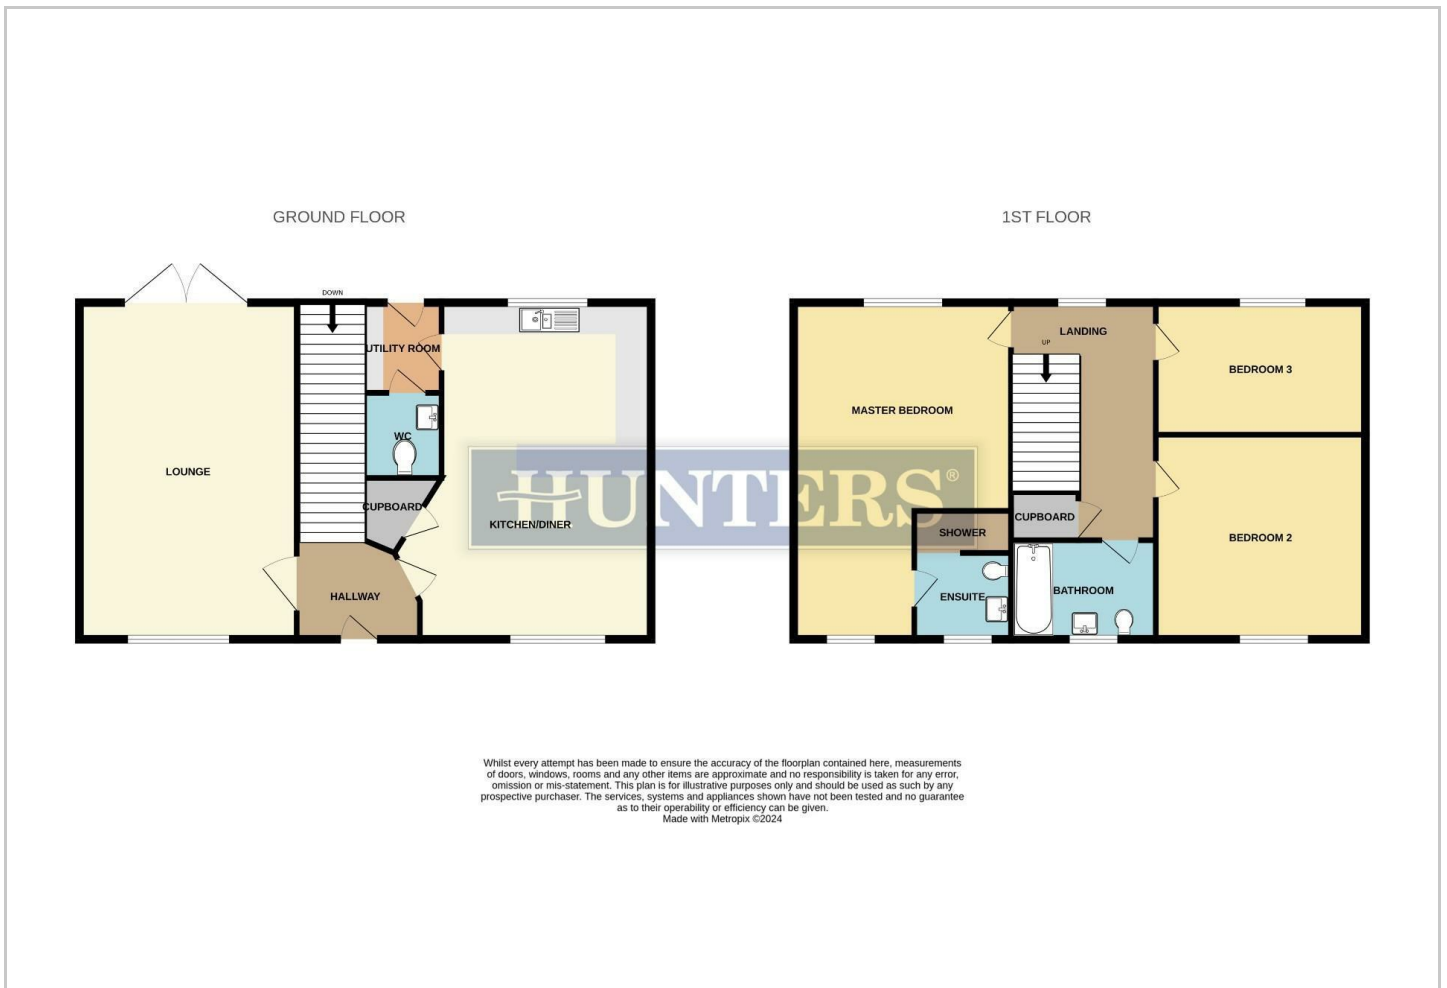 GROUND FLOOR
1ST FLOOR
DOWN
UTILITY ROOM
WC
CUPBOARD
LOUNGE
KITCHEN/DINER
HALLWAY
LANDING
UP
BEDROOM 3
MASTER BEDROOM
CUPBOARD
SHOWER
BEDROOM 2
ENSUITE
BATHROOM
HUNTERS®
Whilst every attempt has been made to ensure the accuracy of the floorplan contained here, measurements
of doors, windows, rooms and any other items are approximate and no responsibility is taken for any error,
omission or mis-statement. This plan is for illustrative purposes only and should be used as such by any
prospective purchaser. The services, systems and appliances shown have not been tested and no guarantee
as to their operability or efficiency can be given.
Made with Metropix ©2024